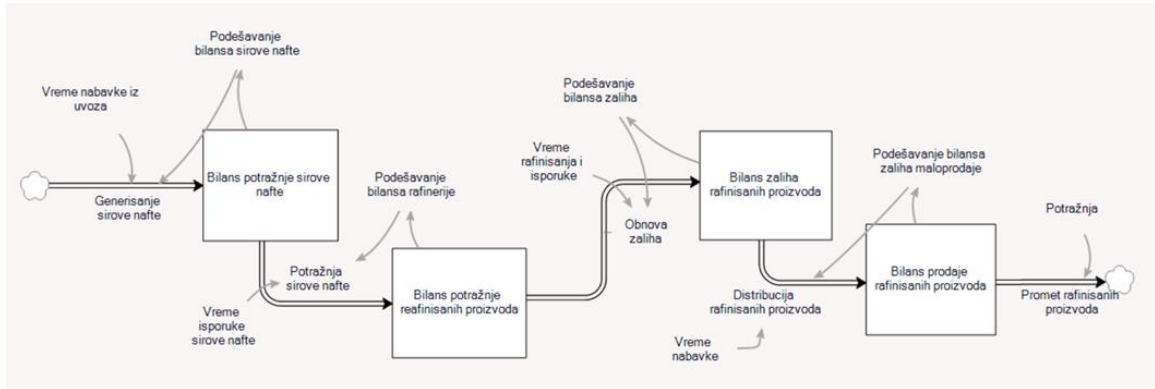 Podešavanje
bilansa sirove nafte
Vreme nabavke iz
uvoza
Generisanje
sirove nafte
Bilans potražnje sirove
nafte
Podešavanje
bilansa rafinerije
Potražnja
sirove nafte
Vreme
isporuke
sirove nafte
Bilans potražnje
reafinisanih proizvoda
Podešavanje
bilansa zaliha
Vreme
rafinisanja i
isporuke
Obnova
zaliha
Bilans zaliha
rafinisanih proizvoda
Podešavanje bilansa
zaliha maloprodaje
Distribucija
rafinisanih proizvoda
Vreme
nabavke
Bilans prodaje
rafinisanih proizvoda
Potražnja
Promet rafinisanih
proizvoda